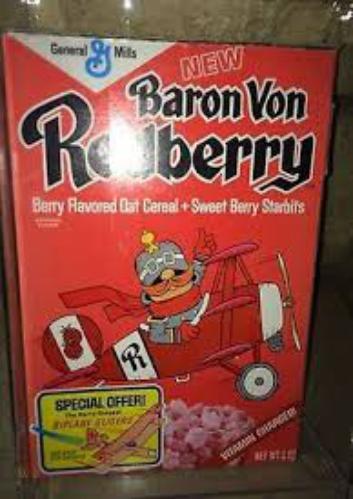 General G Mills
NEW
Baron Von
Redberry
Berry Flavored Oat Cereal + Sweet Berry Starbits
R
SPECIAL OFFER!
BIPLANE GLIDERS
VITAMIN CHARGED!
NET WT